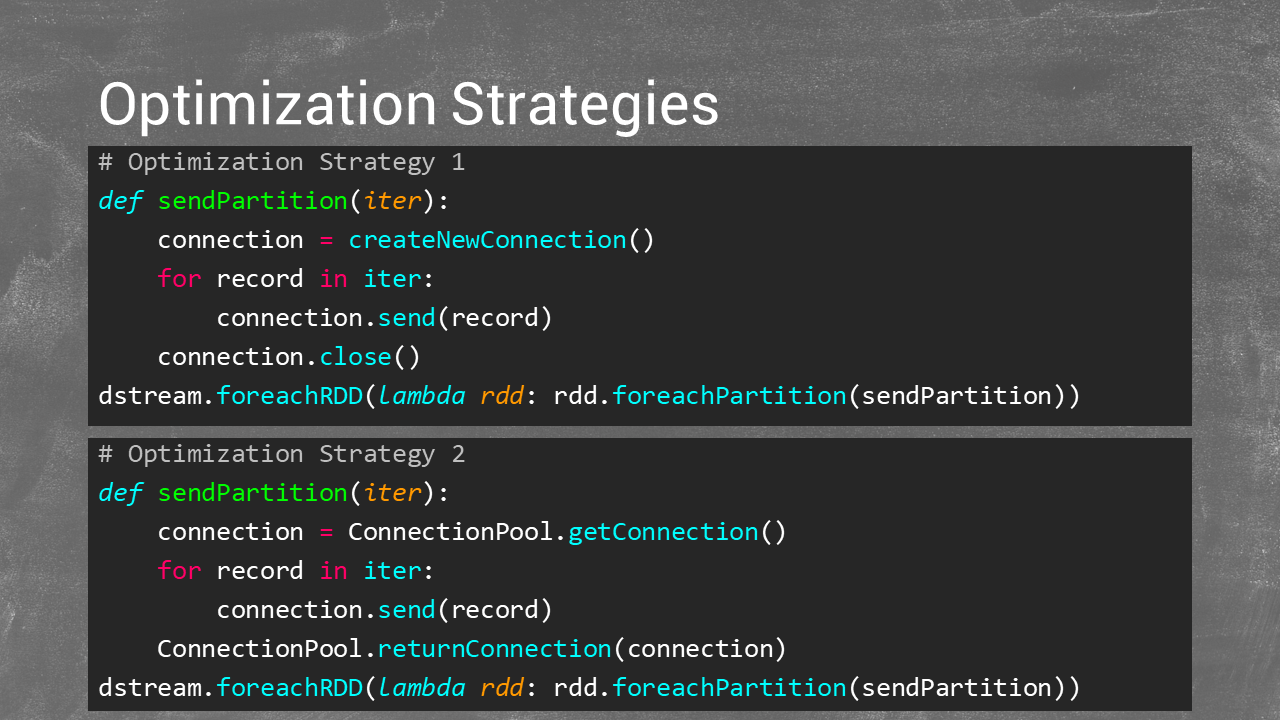 Optimization Strategies
# Optimization Strategy 1
def sendPartition(iter):
    connection = createNewConnection()
    for record in iter:
        connection.send(record)
    connection.close()
dstream.foreachRDD(lambda rdd: rdd.foreachPartition(sendPartition))
# Optimization Strategy 2
def sendPartition(iter):
    connection = ConnectionPool.getConnection()
    for record in iter:
        connection.send(record)
    ConnectionPool.returnConnection(connection)
dstream.foreachRDD(lambda rdd: rdd.foreachPartition(sendPartition))